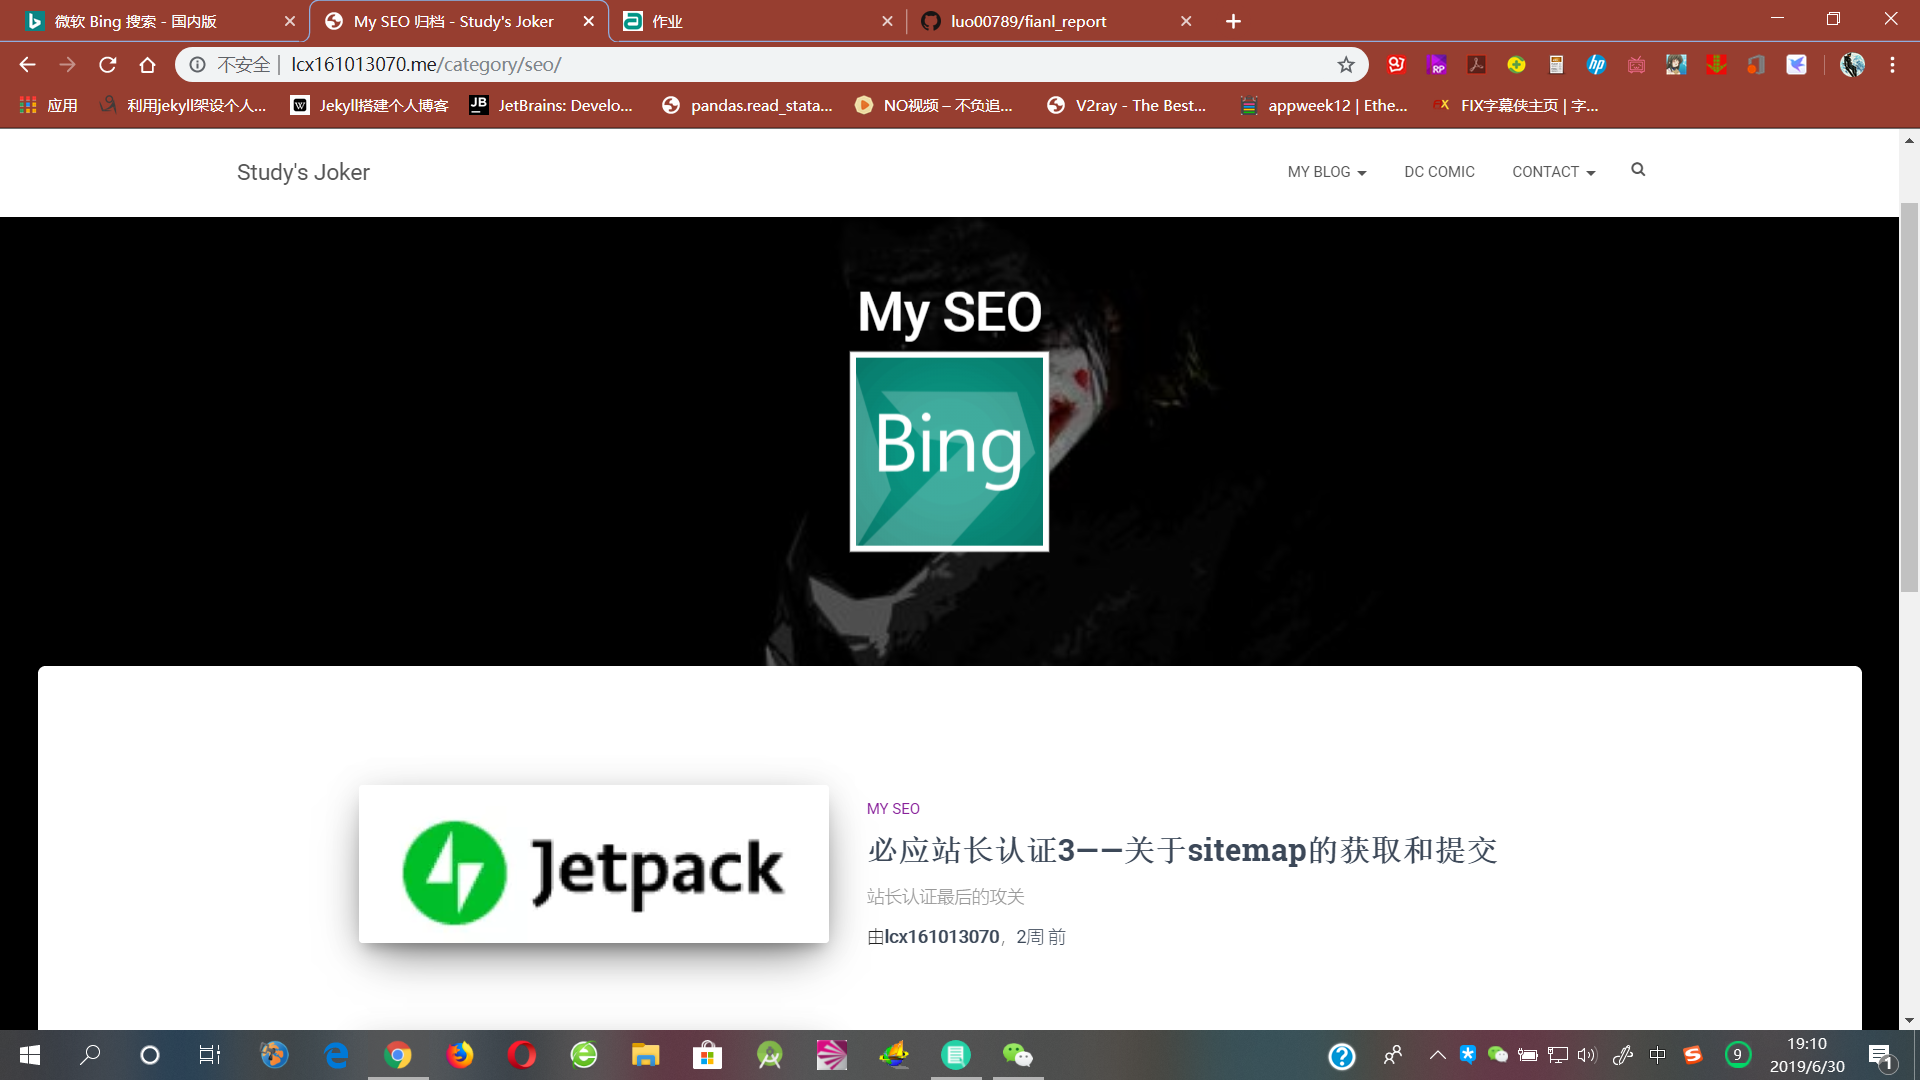 微软 Bing 搜索 - 国内版
My SEO 归档 - Study's Joker
作业
luo00789/fianl_report
不安全 | lcx161013070.me/category/seo/
应用
利用jekyll架设个人...
Jekyll搭建个人博客
JetBrains: Develo...
pandas.read_stata...
NO视频 – 不负追...
V2ray - The Best...
appweek12 | Ethe...
FIX字幕侠主页 | 字...
Study's Joker
MY BLOG
DC COMIC
CONTACT
My SEO
Bing
Jetpack
MY SEO
必应站长认证3——关于sitemap的获取和提交
站长认证最后的攻关
由lcx161013070，2周 前
中
9
19:10
2019/6/30
1